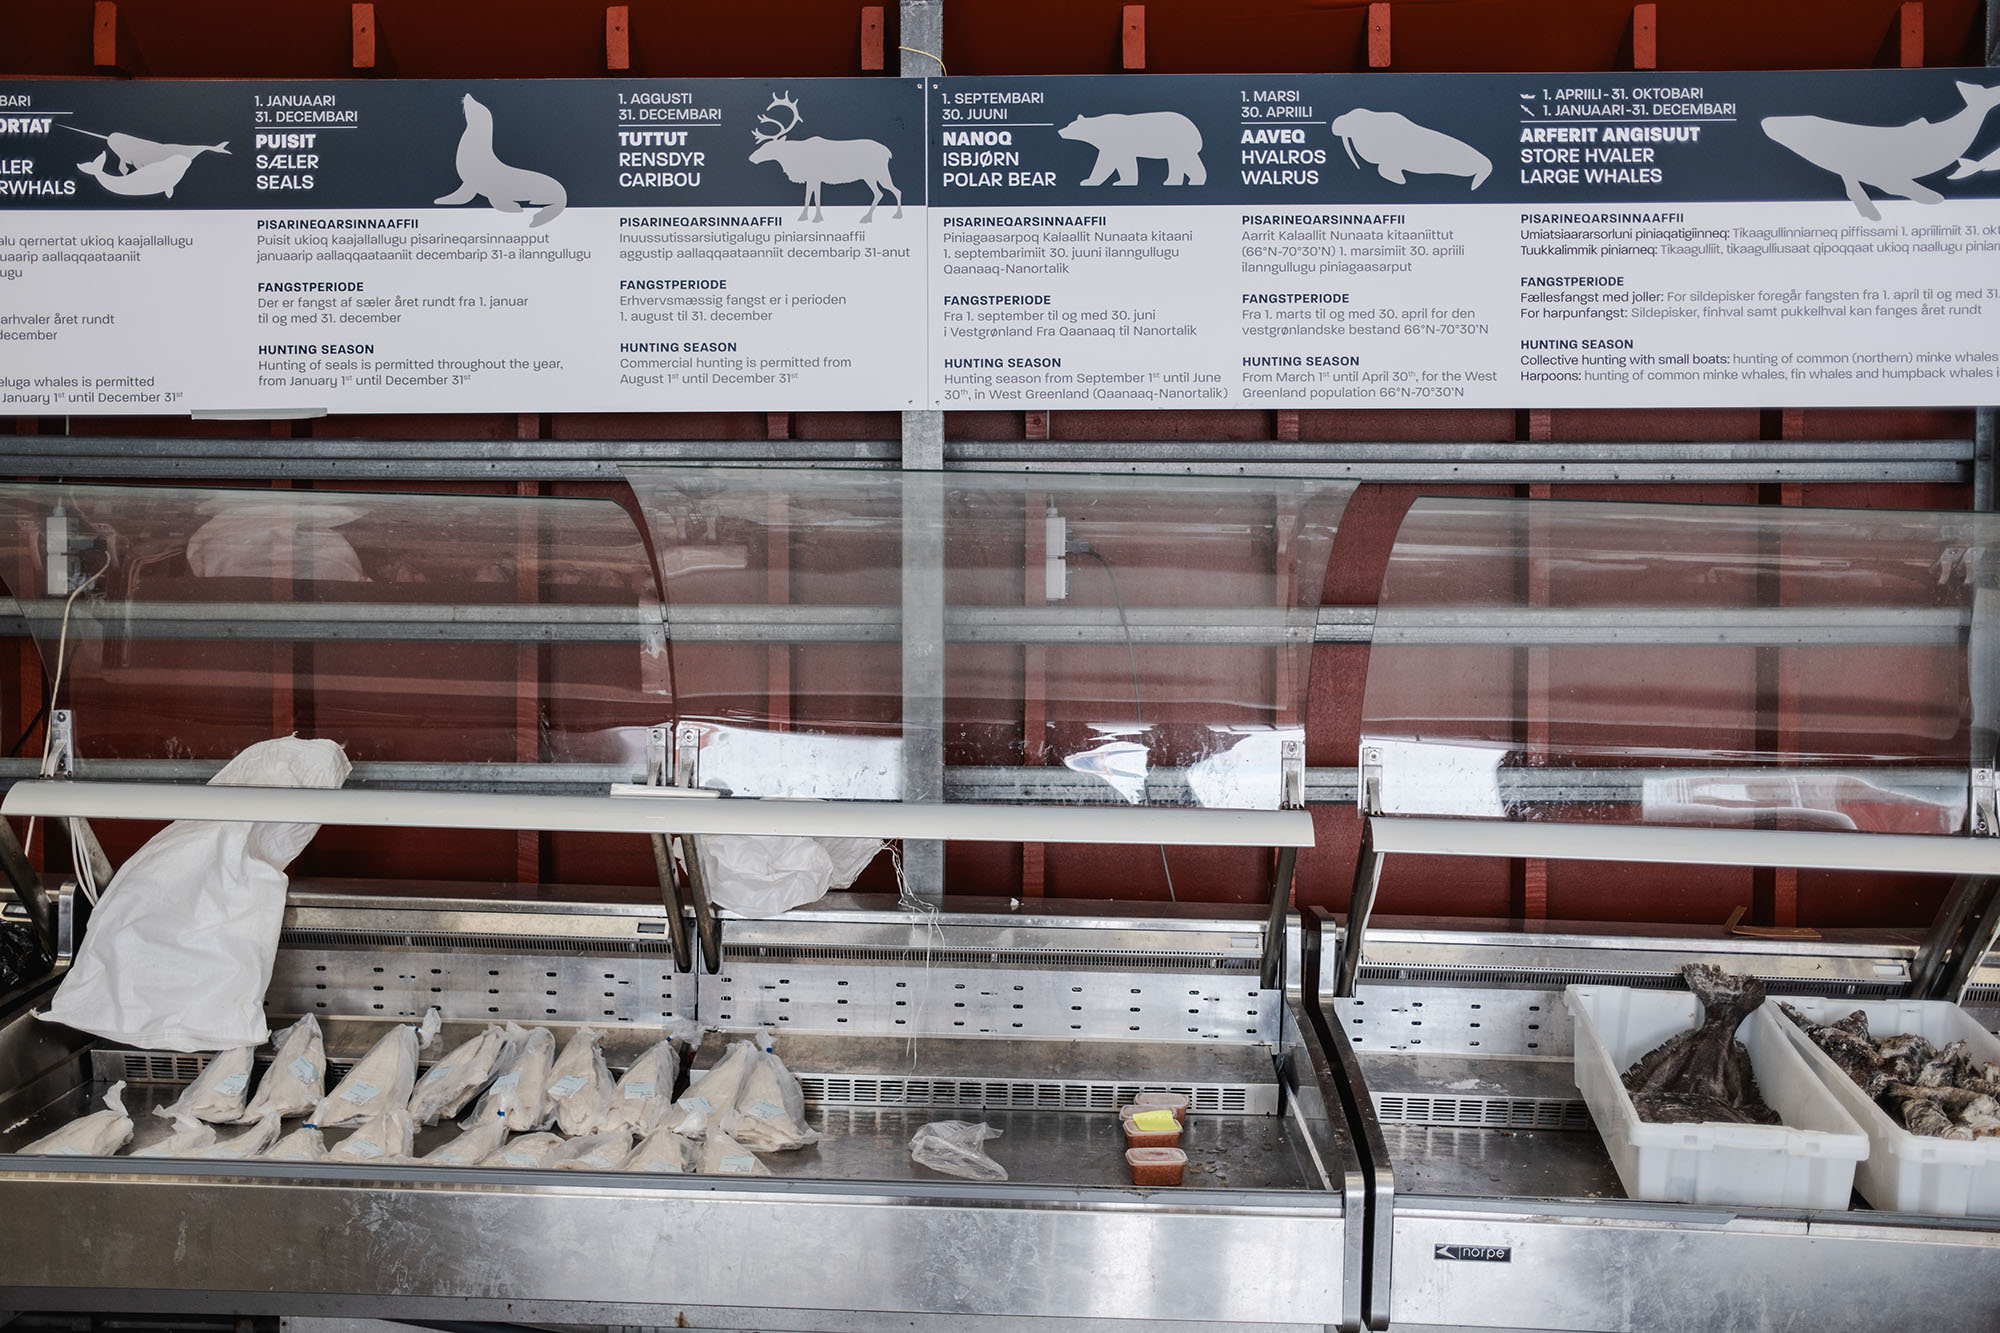 BARI
ORTAT
ALER
RWHALS
alu qernertat ukioq kaajallallugu
nuaarip aallaqqaataaniit
ugu
arhvaler året rundt
december
eluga whales is permitted
January 1st until December 31st
1. JANUAARI
31. DECEMBARI
PUISIT
SÆLER
SEALS
PISARINEQARSINNAAFFII
Puisit ukioq kaajallallugu pisarineqarsinnaapput
januaarip aallaqqaataaniit decembarip 31-a ilanngullugu
FANGSTPERIODE
Der er fangst af sæler året rundt fra 1. januar
til og med 31. december
HUNTING SEASON
Hunting of seals is permitted throughout the year,
from January 1st until December 31st
1. AGGUSTI
31. DECEMBARI
TUTTUT
RENSDYR
CARIBOU
PISARINEQARSINNAAFFII
Inuussutissarsiutigalugu piniarsinnaaffii
aggustip aallaqqaataanniit decembarip 31-anut
FANGSTPERIODE
Erhvervsmæssig fangst er i perioden
1. august til 31. december
HUNTING SEASON
Commercial hunting is permitted from
August 1st until December 31st
1. SEPTEMBARI
30. JUUNI
NANOQ
ISBJØRN
POLAR BEAR
PISARINEQARSINNAAFFII
Piniagaasarpoq Kalaallit Nunaata kitaani
1. septembarimiit 30. juuni ilanngullugu
Qaanaaq-Nanortalik
FANGSTPERIODE
Fra 1. september til og med 30. juni
i Vestgrønland Fra Qaanaaq til Nanortalik
HUNTING SEASON
Hunting season from September 1st until June
30th, in West Greenland (Qaanaaq-Nanortalik)
1. MARSI
30. APRIILI
AAVEQ
HVALROS
WALRUS
PISARINEQARSINNAAFFII
Aarrit Kalaallit Nunaata kitaaniittut
(66°N-70°30'N) 1. marsimiit 30. apriili
ilanngullugu piniagaasarput
FANGSTPERIODE
Fra 1. marts til og med 30. april for den
vestgrønlandske bestand 66°N-70°30'N
HUNTING SEASON
From March 1st until April 30th, for the West
Greenland population 66°N-70°30'N
1. APRIILI - 31. OKTOBARI
1. JANUAARI-31. DECEMBARI
ARFERIT ANGISUUT
STORE HVALER
LARGE WHALES
PISARINEQARSINNAAFFII
Umiatsiaararsorluni piniaqatigiinneq: Tikaagullinniarneq piffissami 1. apriilimiit 31. okt
Tuukkalimmik piniarneq: Tikaagulliit, tikaagulliusaat qipoqqaat ukioq naallugu piniar
FANGSTPERIODE
Fællesfangst med joller: For sildepisker foregår fangsten fra 1. april til og med 31.
For harpunfangst: Sildepisker, finhval samt pukkelhval kan fanges året rundt
HUNTING SEASON
Collective hunting with small boats: hunting of common (northern) minke whales
Harpoons: hunting of common minke whales, fin whales and humpback whales i
norpe